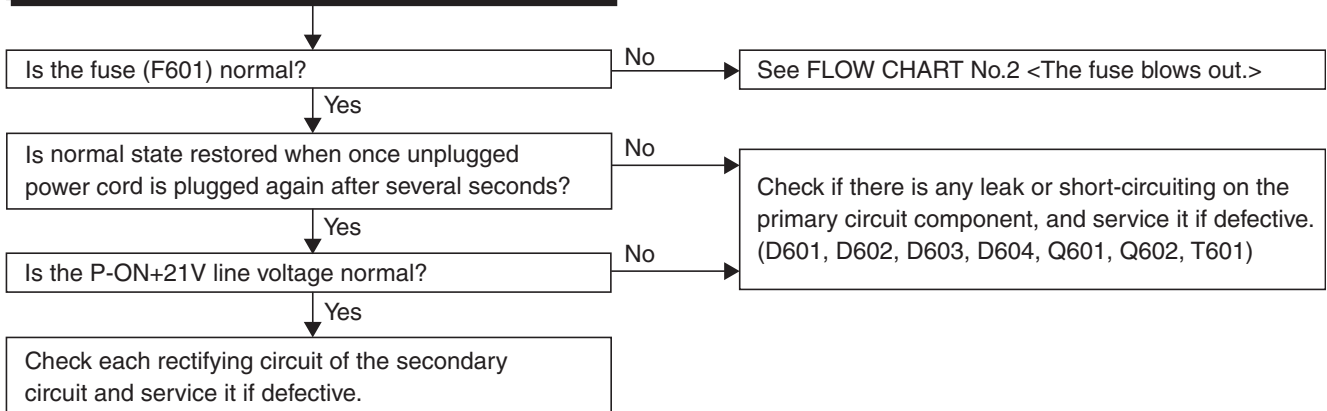 Is the fuse (F601) normal?
No
See FLOW CHART No.2 <The fuse blows out.>
Yes
Is normal state restored when once unplugged
power cord is plugged again after several seconds?
No
Check if there is any leak or short-circuiting on the
primary circuit component, and service it if defective.
(D601, D602, D603, D604, Q601, Q602, T601)
Yes
Is the P-ON+21V line voltage normal?
No
Yes
Check each rectifying circuit of the secondary
circuit and service it if defective.